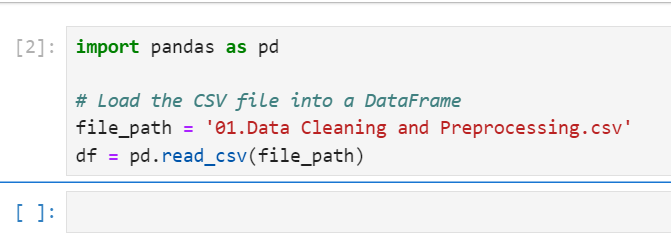 [2]: import pandas as pd
# Load the CSV file into a DataFrame
file_path = '01.Data Cleaning and Preprocessing.csv'
df = pd.read_csv(file_path)
[ ]: